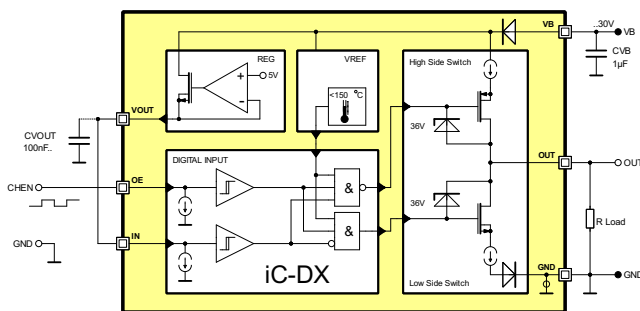 ..30V
VB
VB
CVB
1µF
REG
VREF
High Side Switch
+
5V
-
<150 °C
VOUT
36V
CVOUT
100nF..
DIGITAL INPUT
OUT
OUT
OE
&
CHEN
36V
R Load
IN
&
GND
GND
GND
iC-DX
Low Side Switch